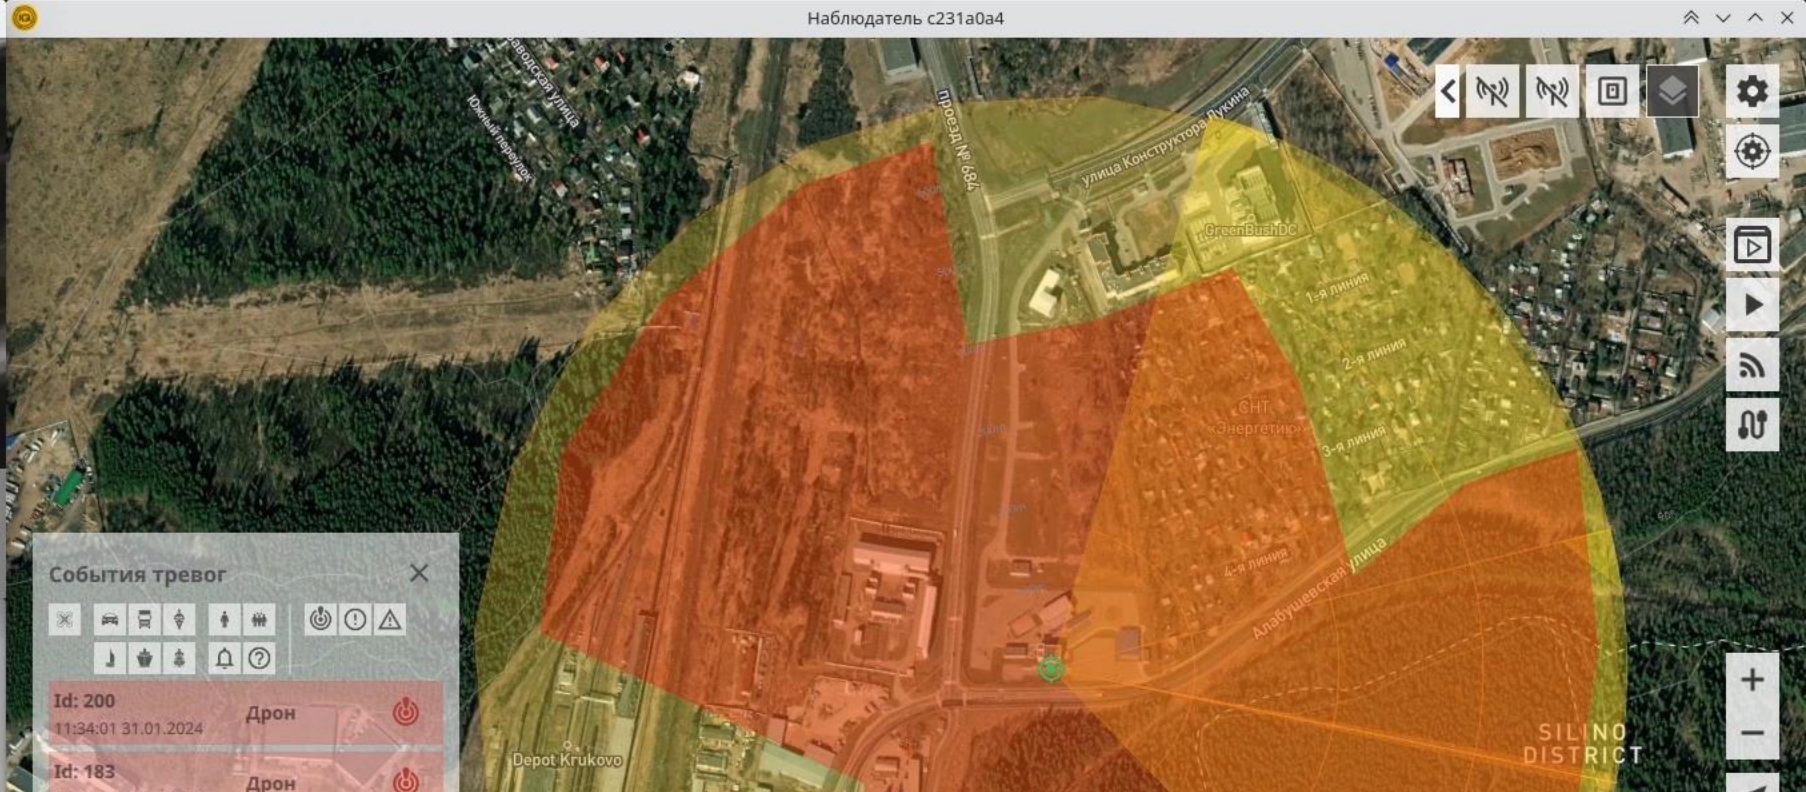 Наблюдатель c231a0a4
Южный переулок
проезд № 684
улица Конструктора Лукина
GreenBushDC
1-я линия
2-я линия
СНТ
«Энергетик»
3-я линия
4-я линия
Алабушевская улица
События тревог
Id: 200
Дрон
11:34:01 31.01.2024
Id: 183
Дрон
Depot Krukovo
SILINO
DISTRICT